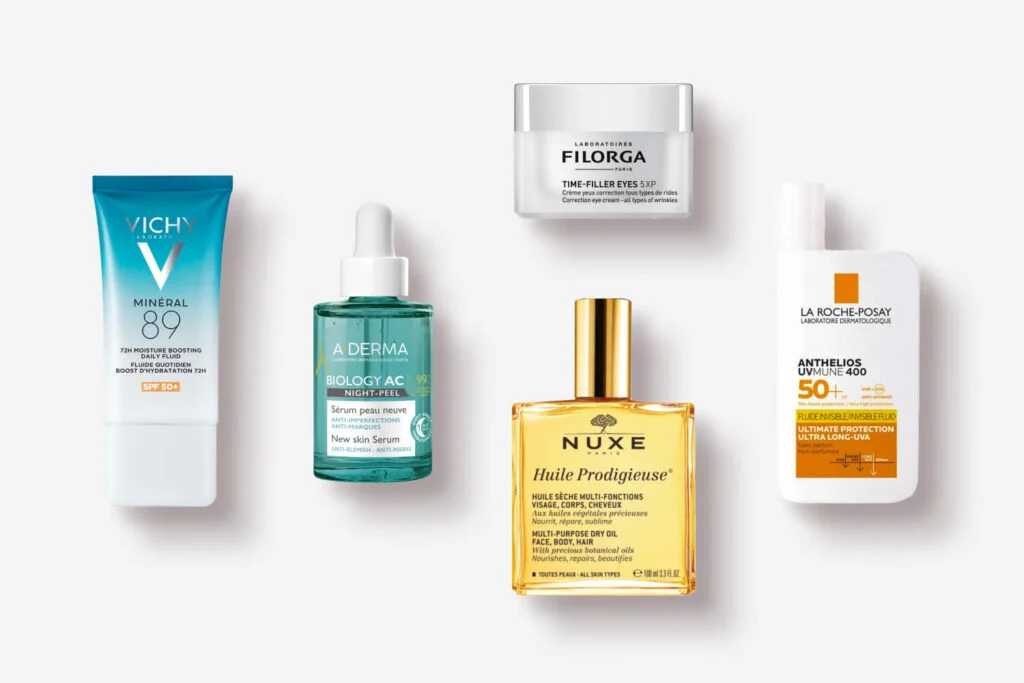 VICHY
LABORATOIRES
MINÉRAL
89
72H MOISTURE BOOSTING
DAILY FLUID
FLUIDE QUOTIDIEN
BOOST D'HYDRATATION 72H
SPF 50+
A DERMA
BIOLOGY AC
NIGHT-PEEL
Sérum peau neuve
ANTI-IMPERFECTIONS
ANTI-MARQUES
New skin Serum
ANTI-BLEMISH - ANTI-MARKS
LABORATOIRES
FILORGA
PARIS
TIME-FILLER EYES 5XP
Crème yeux correction tous types de rides
Correction eye cream - all types of wrinkles
NUXE
PARIS
Huile Prodigieuse®
HUILE SÈCHE MULTI-FONCTIONS
VISAGE, CORPS, CHEVEUX
Aux huiles végétales précieuses
Nourrit, répare, sublime
MULTI-PURPOSE DRY OIL
FACE, BODY, HAIR
With precious botanical oils
Nourishes, repairs, beautifies
TOUTES PEAUX - ALL SKIN TYPES
℮ 100 ml 3.3 FL.OZ.
LA ROCHE-POSAY
LABORATOIRE DERMATOLOGIQUE
ANTHELIOS
UVMUNE 400
50+
FLUIDE INVISIBLE/INVISIBLE FLUID
ULTIMATE PROTECTION
ULTRA LONG-UVA
Sans parfum
Non-perfumed